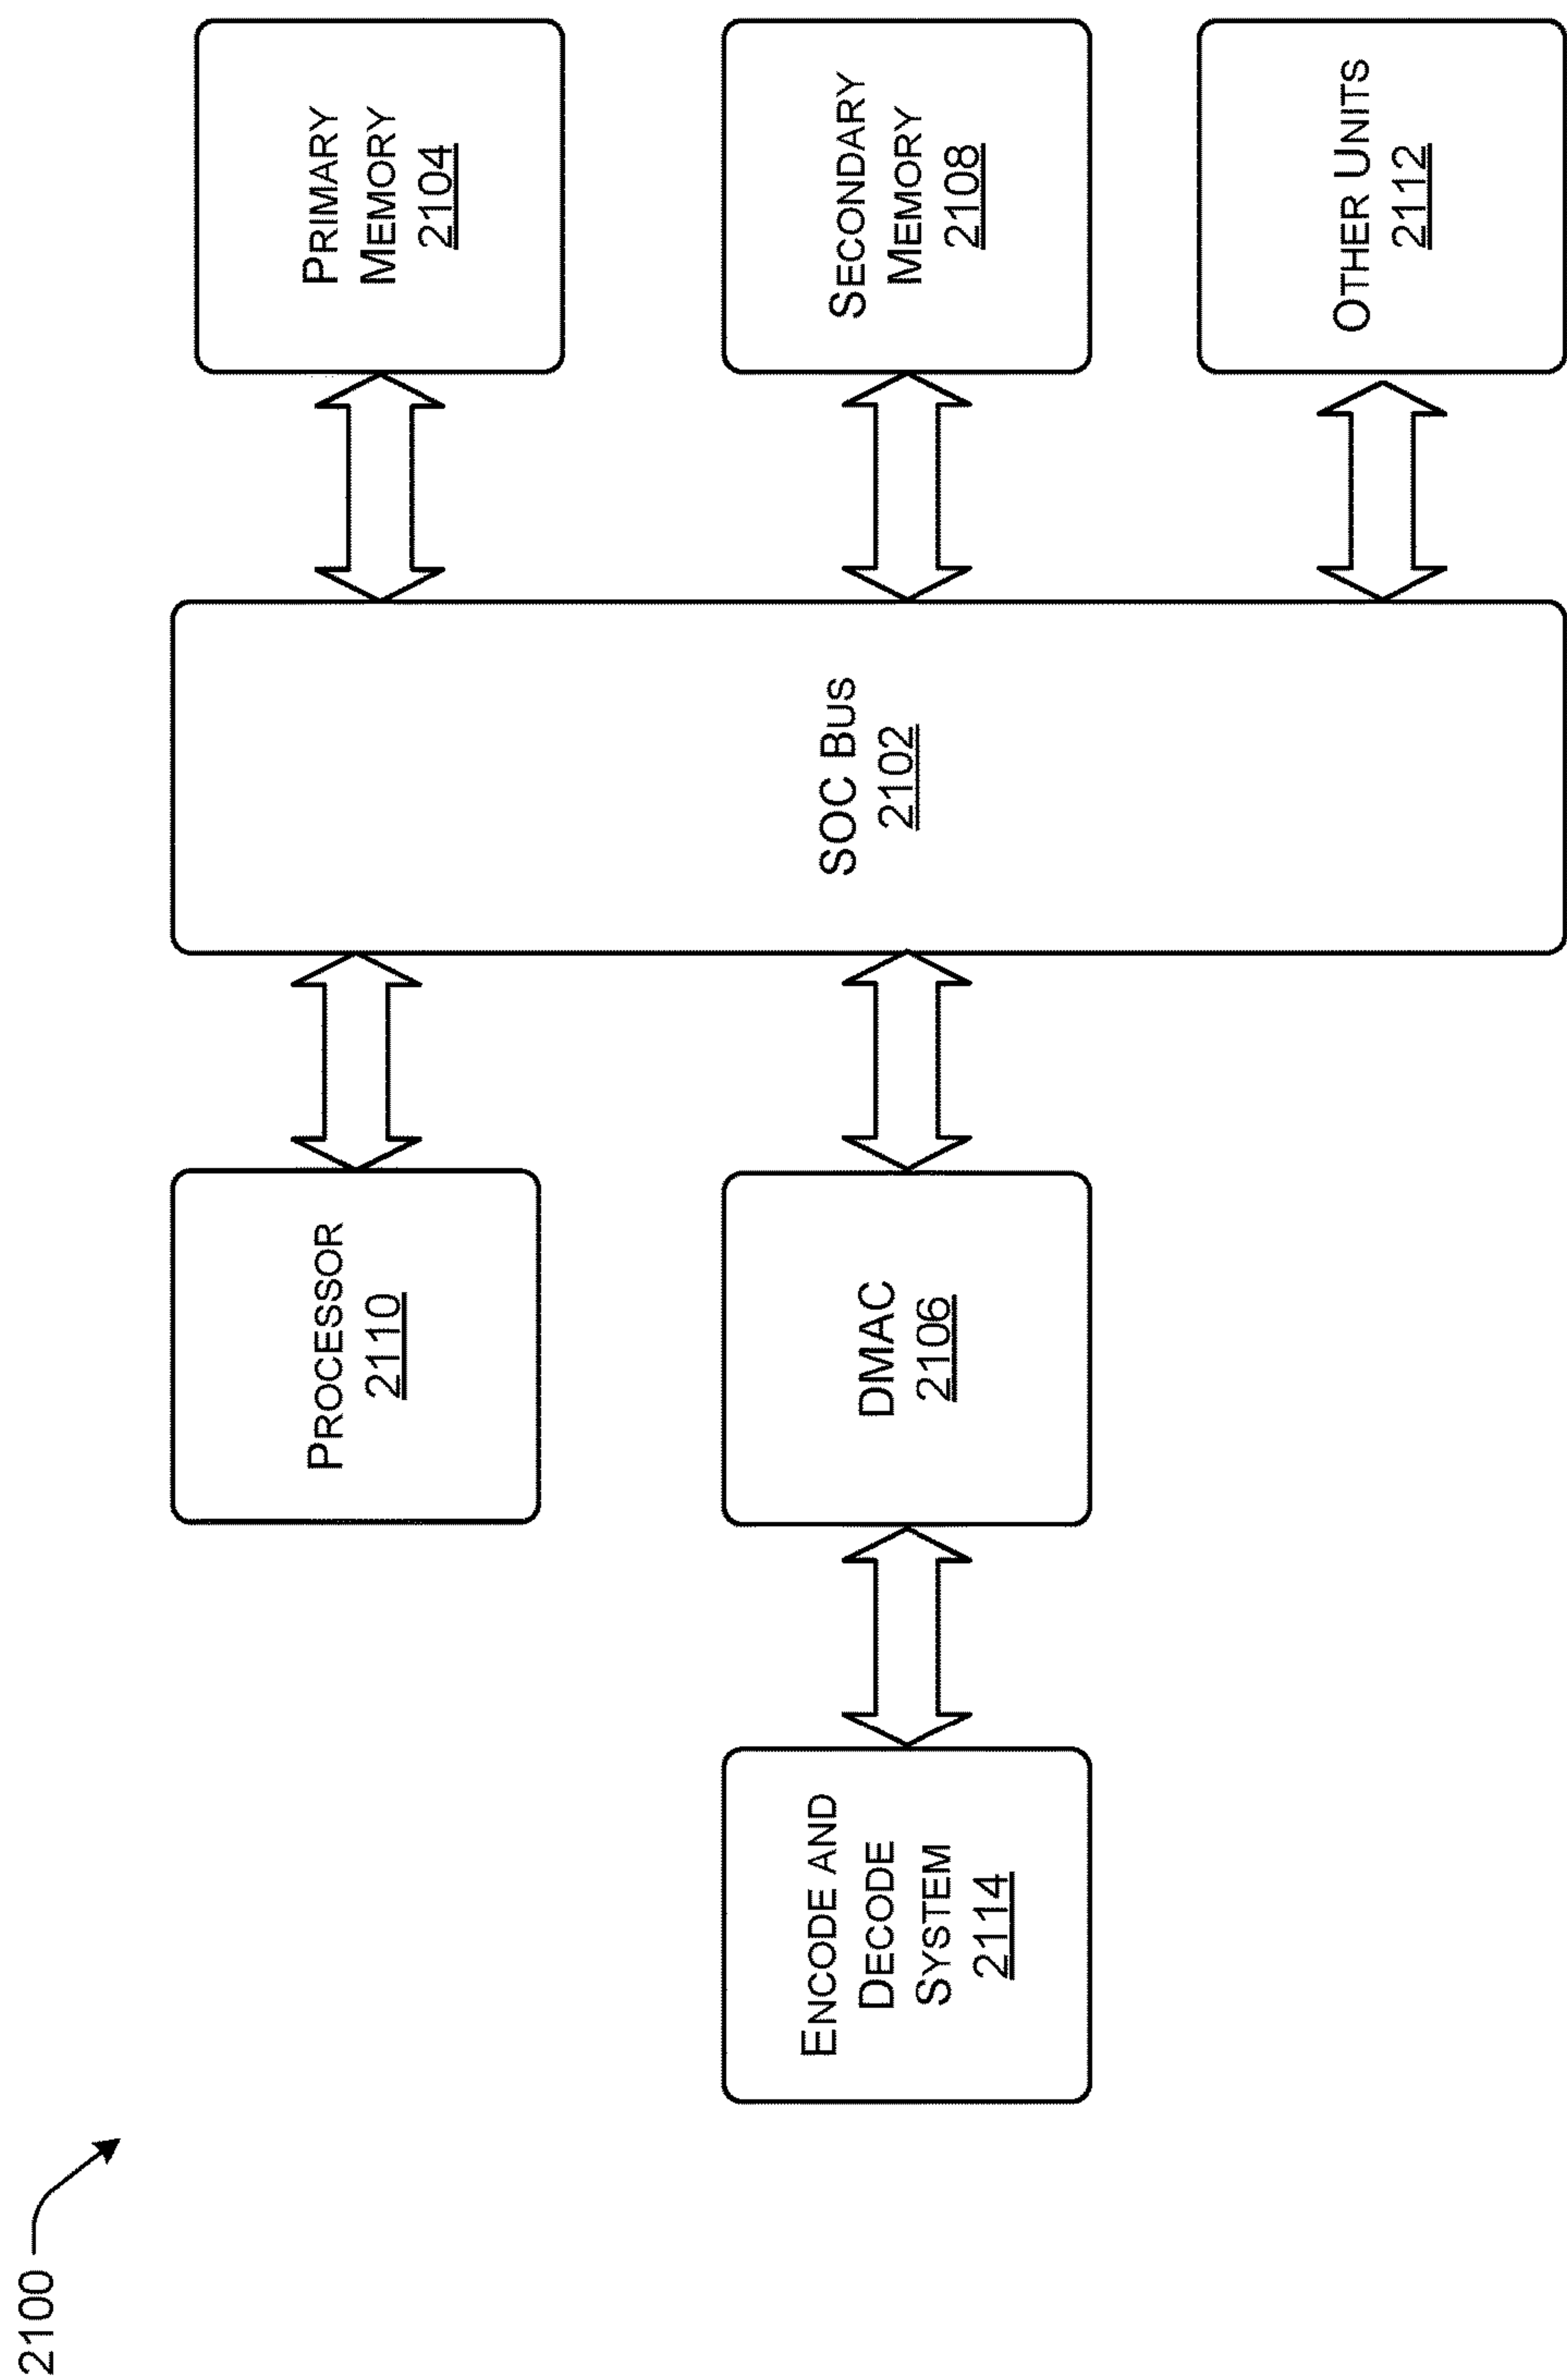 2100
PROCESSOR
2110
ENCODE AND
DECODE
SYSTEM
2114
DMAC
2106
SOC BUS
2102
PRIMARY
MEMORY
2104
SECONDARY
MEMORY
2108
OTHER UNITS
2112